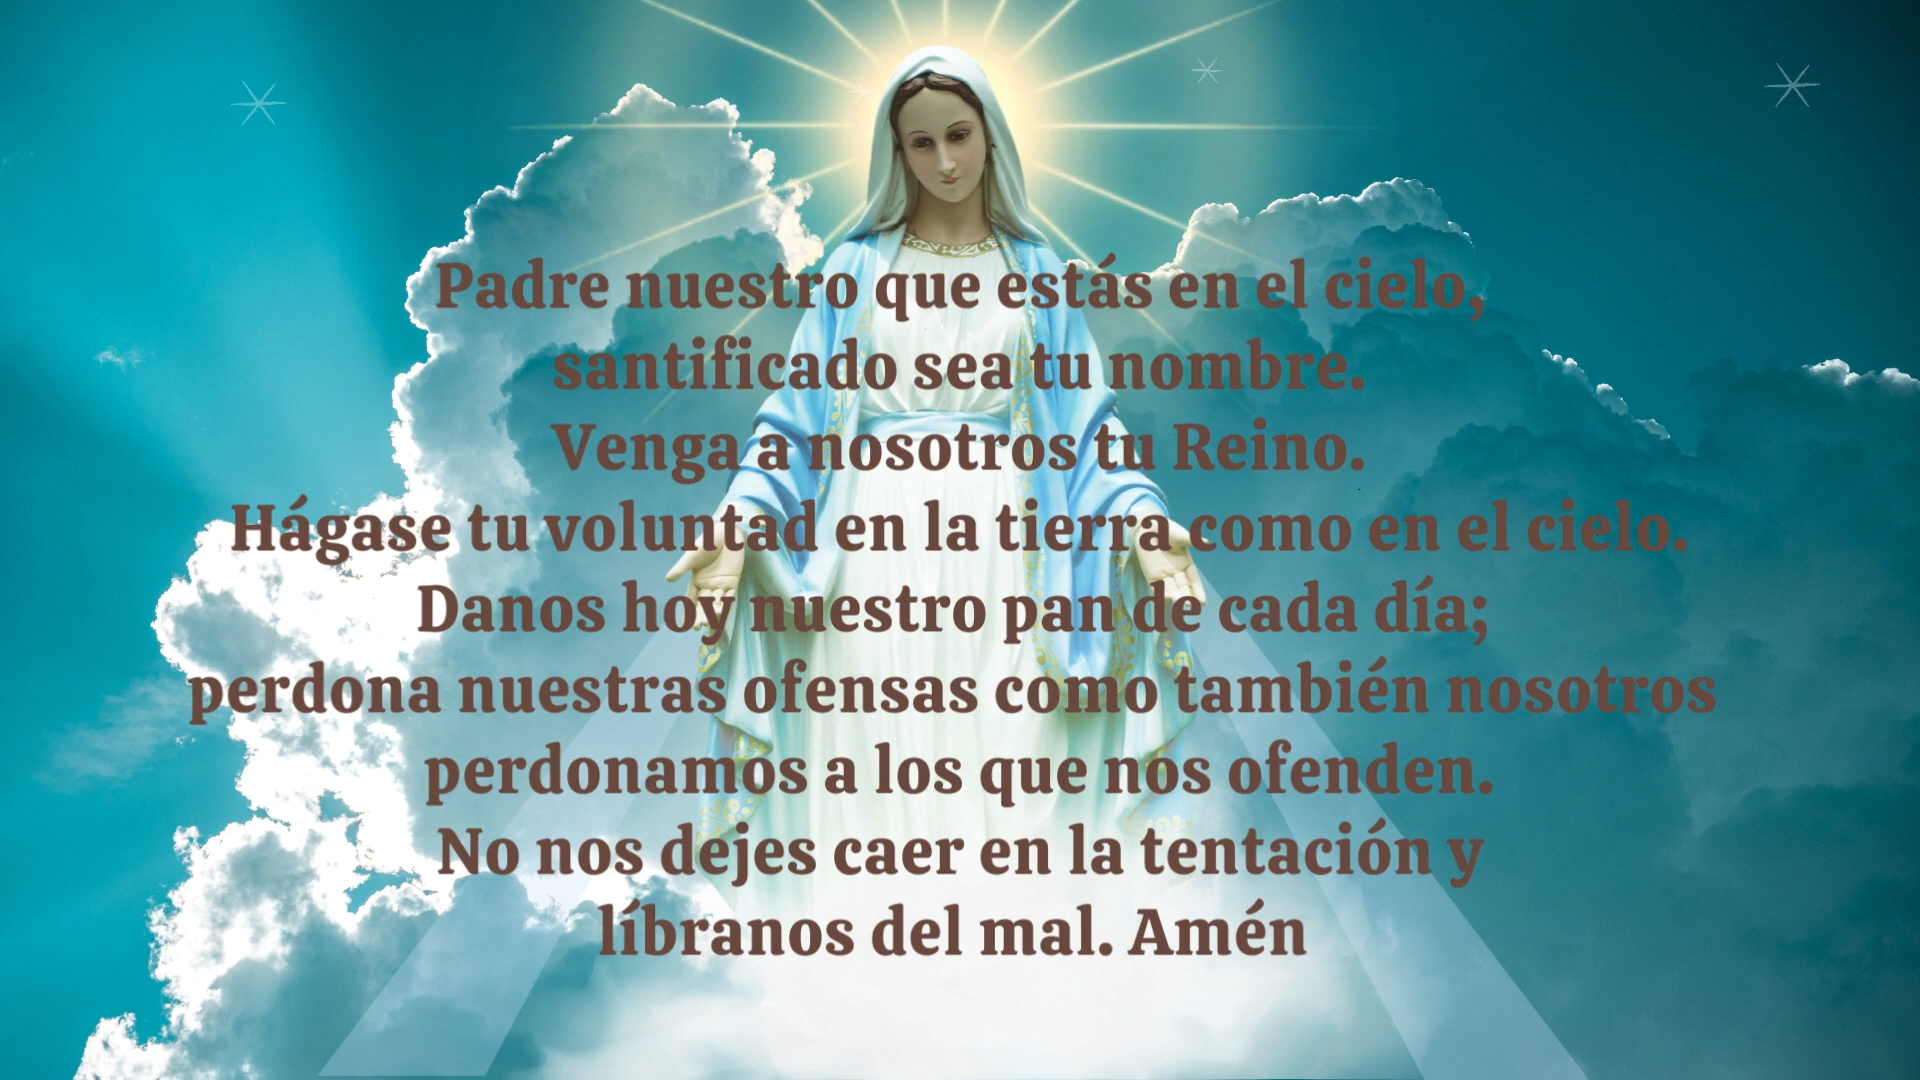 Padre nuestro que estás en el cielo,
santificado sea tu nombre.
Venga a nosotros tu Reino.
Hágase tu voluntad en la tierra como en el cielo.
Danos hoy nuestro pan de cada día;
perdona nuestras ofensas como también nosotros
perdonamos a los que nos ofenden.
No nos dejes caer en la tentación y
líbranos del mal. Amén